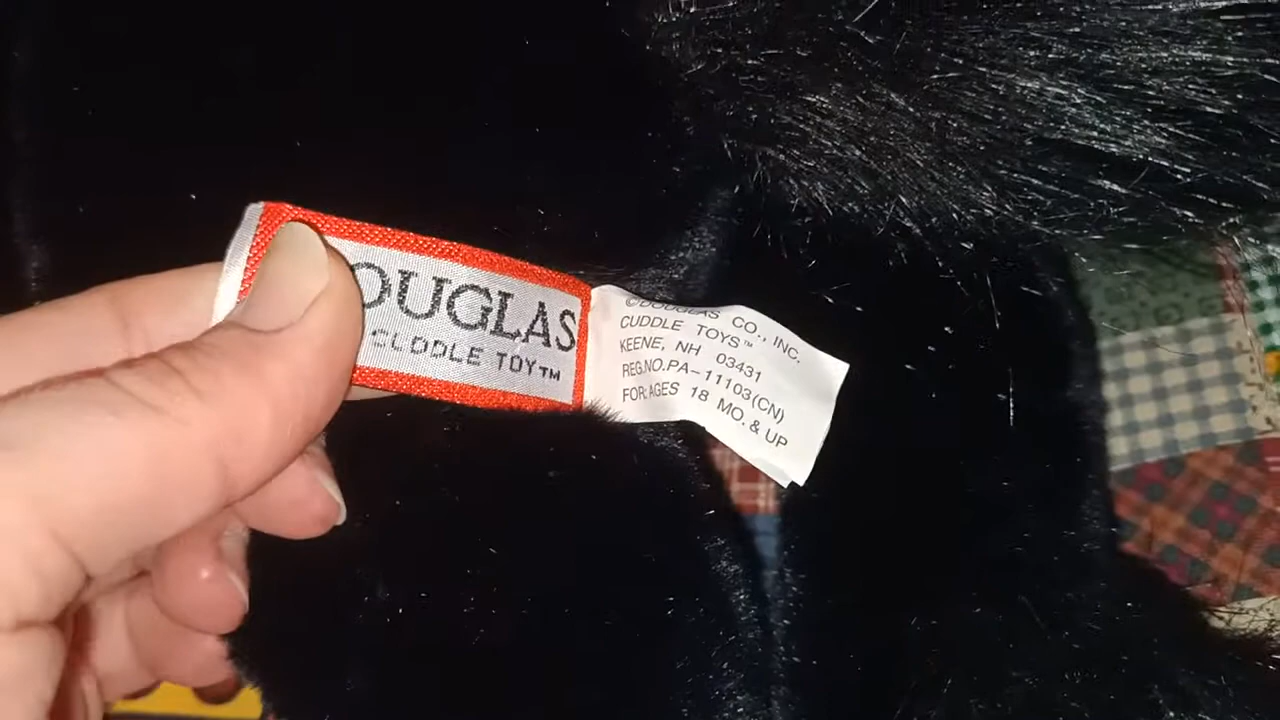 OUGLAS
CUDDLE TOY™
©DOUGLAS CO., INC.
CUDDLE TOYS™
KEENE, NH 03431
REG.NO.PA-11103(CN)
FOR AGES 18 MO. & UP